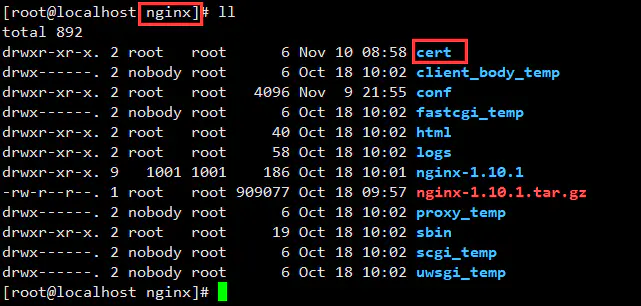 [root@localhost nginx]# ll
total 892
drwxr-xr-x. 2 root   root        6 Nov 10 08:58 cert
drwx------. 2 nobody root        6 Oct 18 10:02 client_body_temp
drwxr-xr-x. 2 root   root     4096 Nov  9 21:55 conf
drwx------. 2 nobody root        6 Oct 18 10:02 fastcgi_temp
drwxr-xr-x. 2 root   root       40 Oct 18 10:02 html
drwxr-xr-x. 2 root   root       58 Oct 18 10:02 logs
drwxr-xr-x. 9   1001 1001      186 Oct 18 10:01 nginx-1.10.1
-rw-r--r--. 1 root   root   909077 Oct 18 09:57 nginx-1.10.1.tar.gz
drwx------. 2 nobody root        6 Oct 18 10:02 proxy_temp
drwxr-xr-x. 2 root   root       19 Oct 18 10:02 sbin
drwx------. 2 nobody root        6 Oct 18 10:02 scgi_temp
drwx------. 2 nobody root        6 Oct 18 10:02 uwsgi_temp
[root@localhost nginx]#